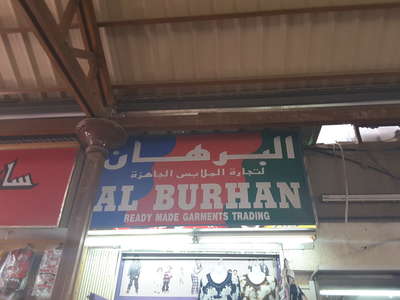 البرهان
لتجارة الملابس الجاهزة
AL BURHAN
READY MADE GARMENTS TRADING